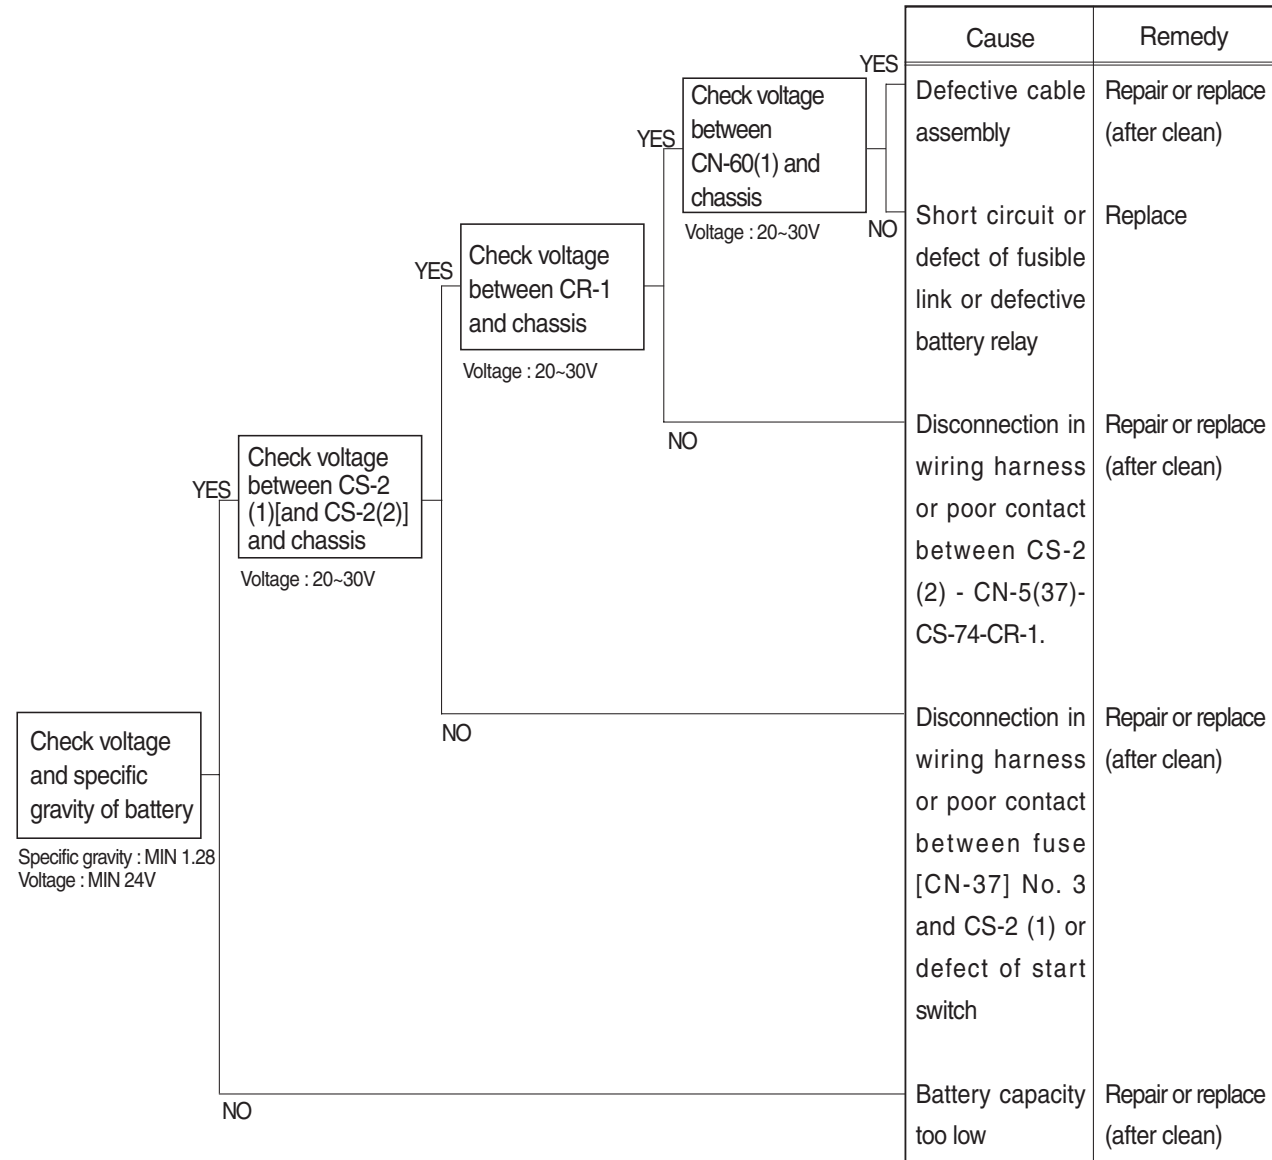 Cause
Remedy
YES
Defective cable
assembly
Repair or replace
(after clean)
Check voltage
between
CN-60(1) and
chassis
YES
Voltage : 20~30V
NO
Short circuit or
defect of fusible
link or defective
battery relay
Replace
YES
Check voltage
between CR-1
and chassis
Voltage : 20~30V
NO
Disconnection in
wiring harness
or poor contact
between CS-2
(2) - CN-5(37)-
CS-74-CR-1.
Repair or replace
(after clean)
YES
Check voltage
between CS-2
(1)[and CS-2(2)]
and chassis
Voltage : 20~30V
NO
Disconnection in
wiring harness
or poor contact
between fuse
[CN-37] No. 3
and CS-2 (1) or
defect of start
switch
Repair or replace
(after clean)
Check voltage
and specific
gravity of battery
Specific gravity : MIN 1.28
Voltage : MIN 24V
NO
Battery capacity
too low
Repair or replace
(after clean)